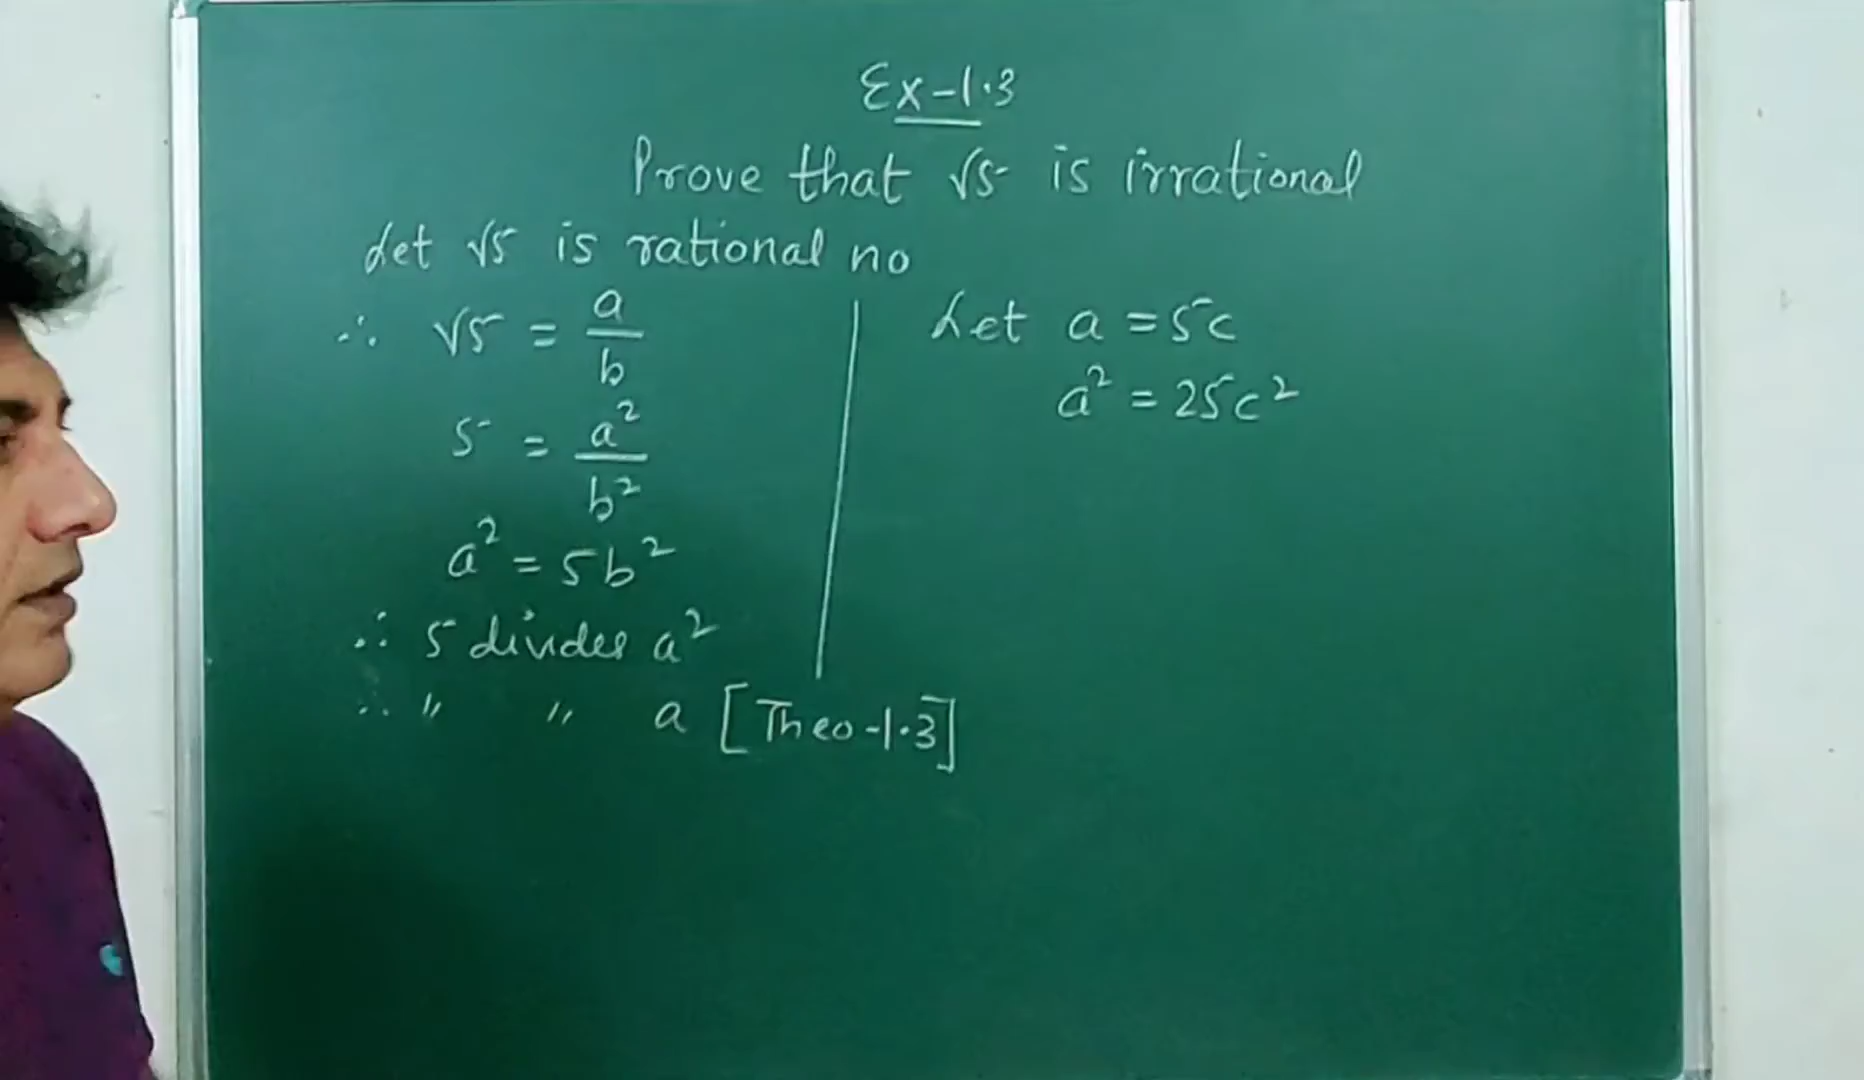 Ex-1.3
Prove that √5 is irrational
Let √5 is rational no
∴ √5 = a/b
5 = a²/b²
a² = 5b²
∴ 5 divides a²
∴ " " a [Theo-1.3]
Let a = 5c
a² = 25c²